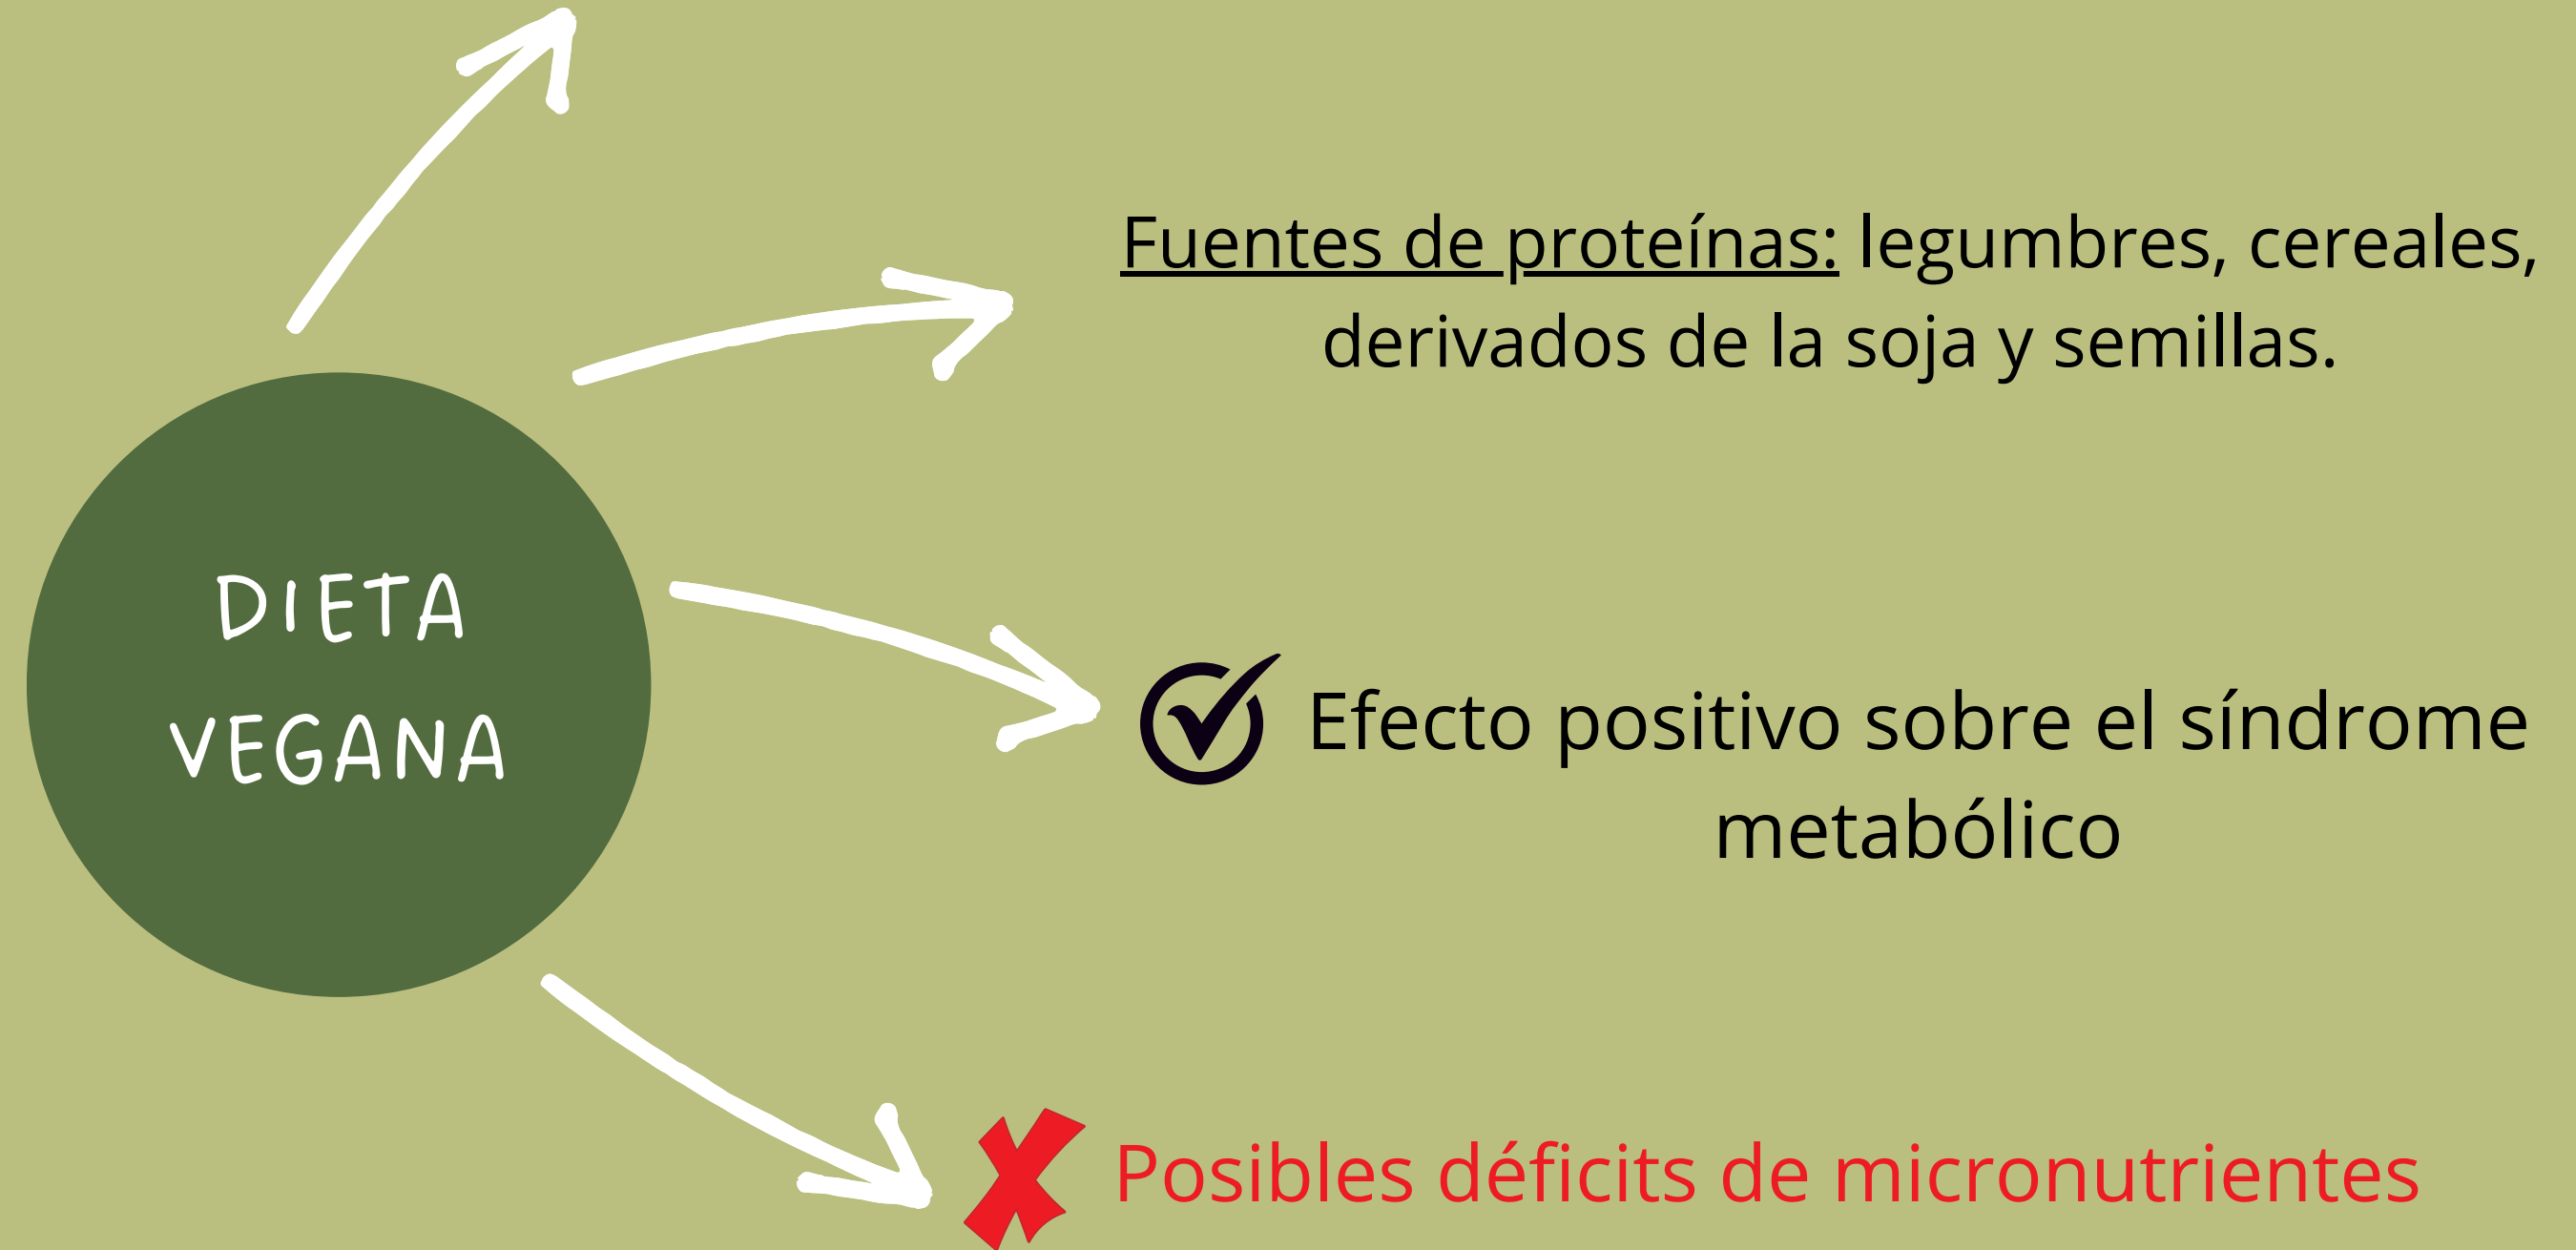 Fuentes de proteínas: legumbres, cereales,
derivados de la soja y semillas.
DIETA
VEGANA
Efecto positivo sobre el síndrome
metabólico
Posibles déficits de micronutrientes